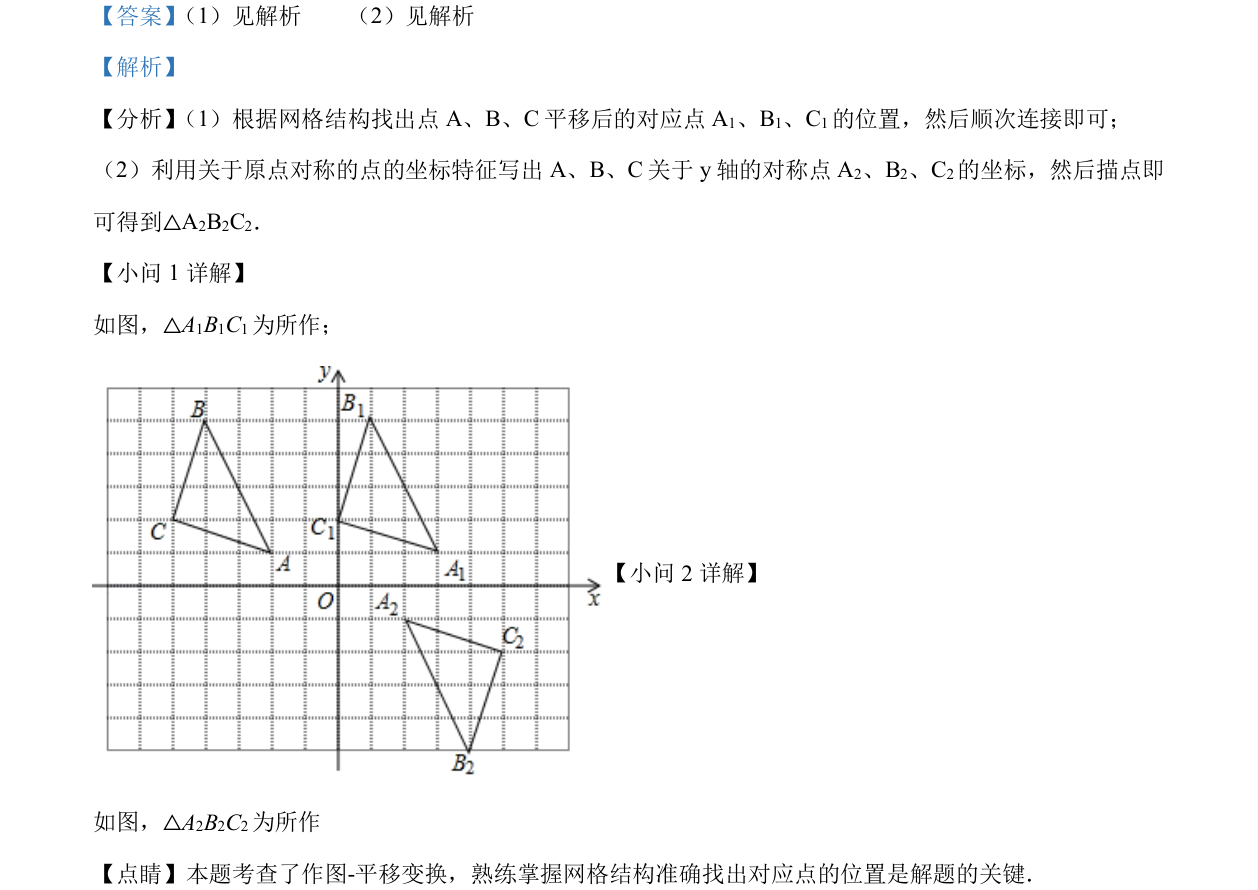 【答案】（1）见解析 （2）见解析
【解析】
【分析】（1）根据网格结构找出点 A、B、C 平移后的对应点 A₁、B₁、C₁ 的位置，然后顺次连接即可；
（2）利用关于原点对称的点的坐标特征写出 A、B、C 关于 y 轴的对称点 A₂、B₂、C₂ 的坐标，然后描点即
可得到△A₂B₂C₂．
【小问 1 详解】
如图，△A₁B₁C₁ 为所作；
y
B
B₁
C
C₁
A
A₁
【小问 2 详解】
x
O
A₂
C₂
B₂
如图，△A₂B₂C₂ 为所作
【点睛】本题考查了作图-平移变换，熟练掌握网格结构准确找出对应点的位置是解题的关键．